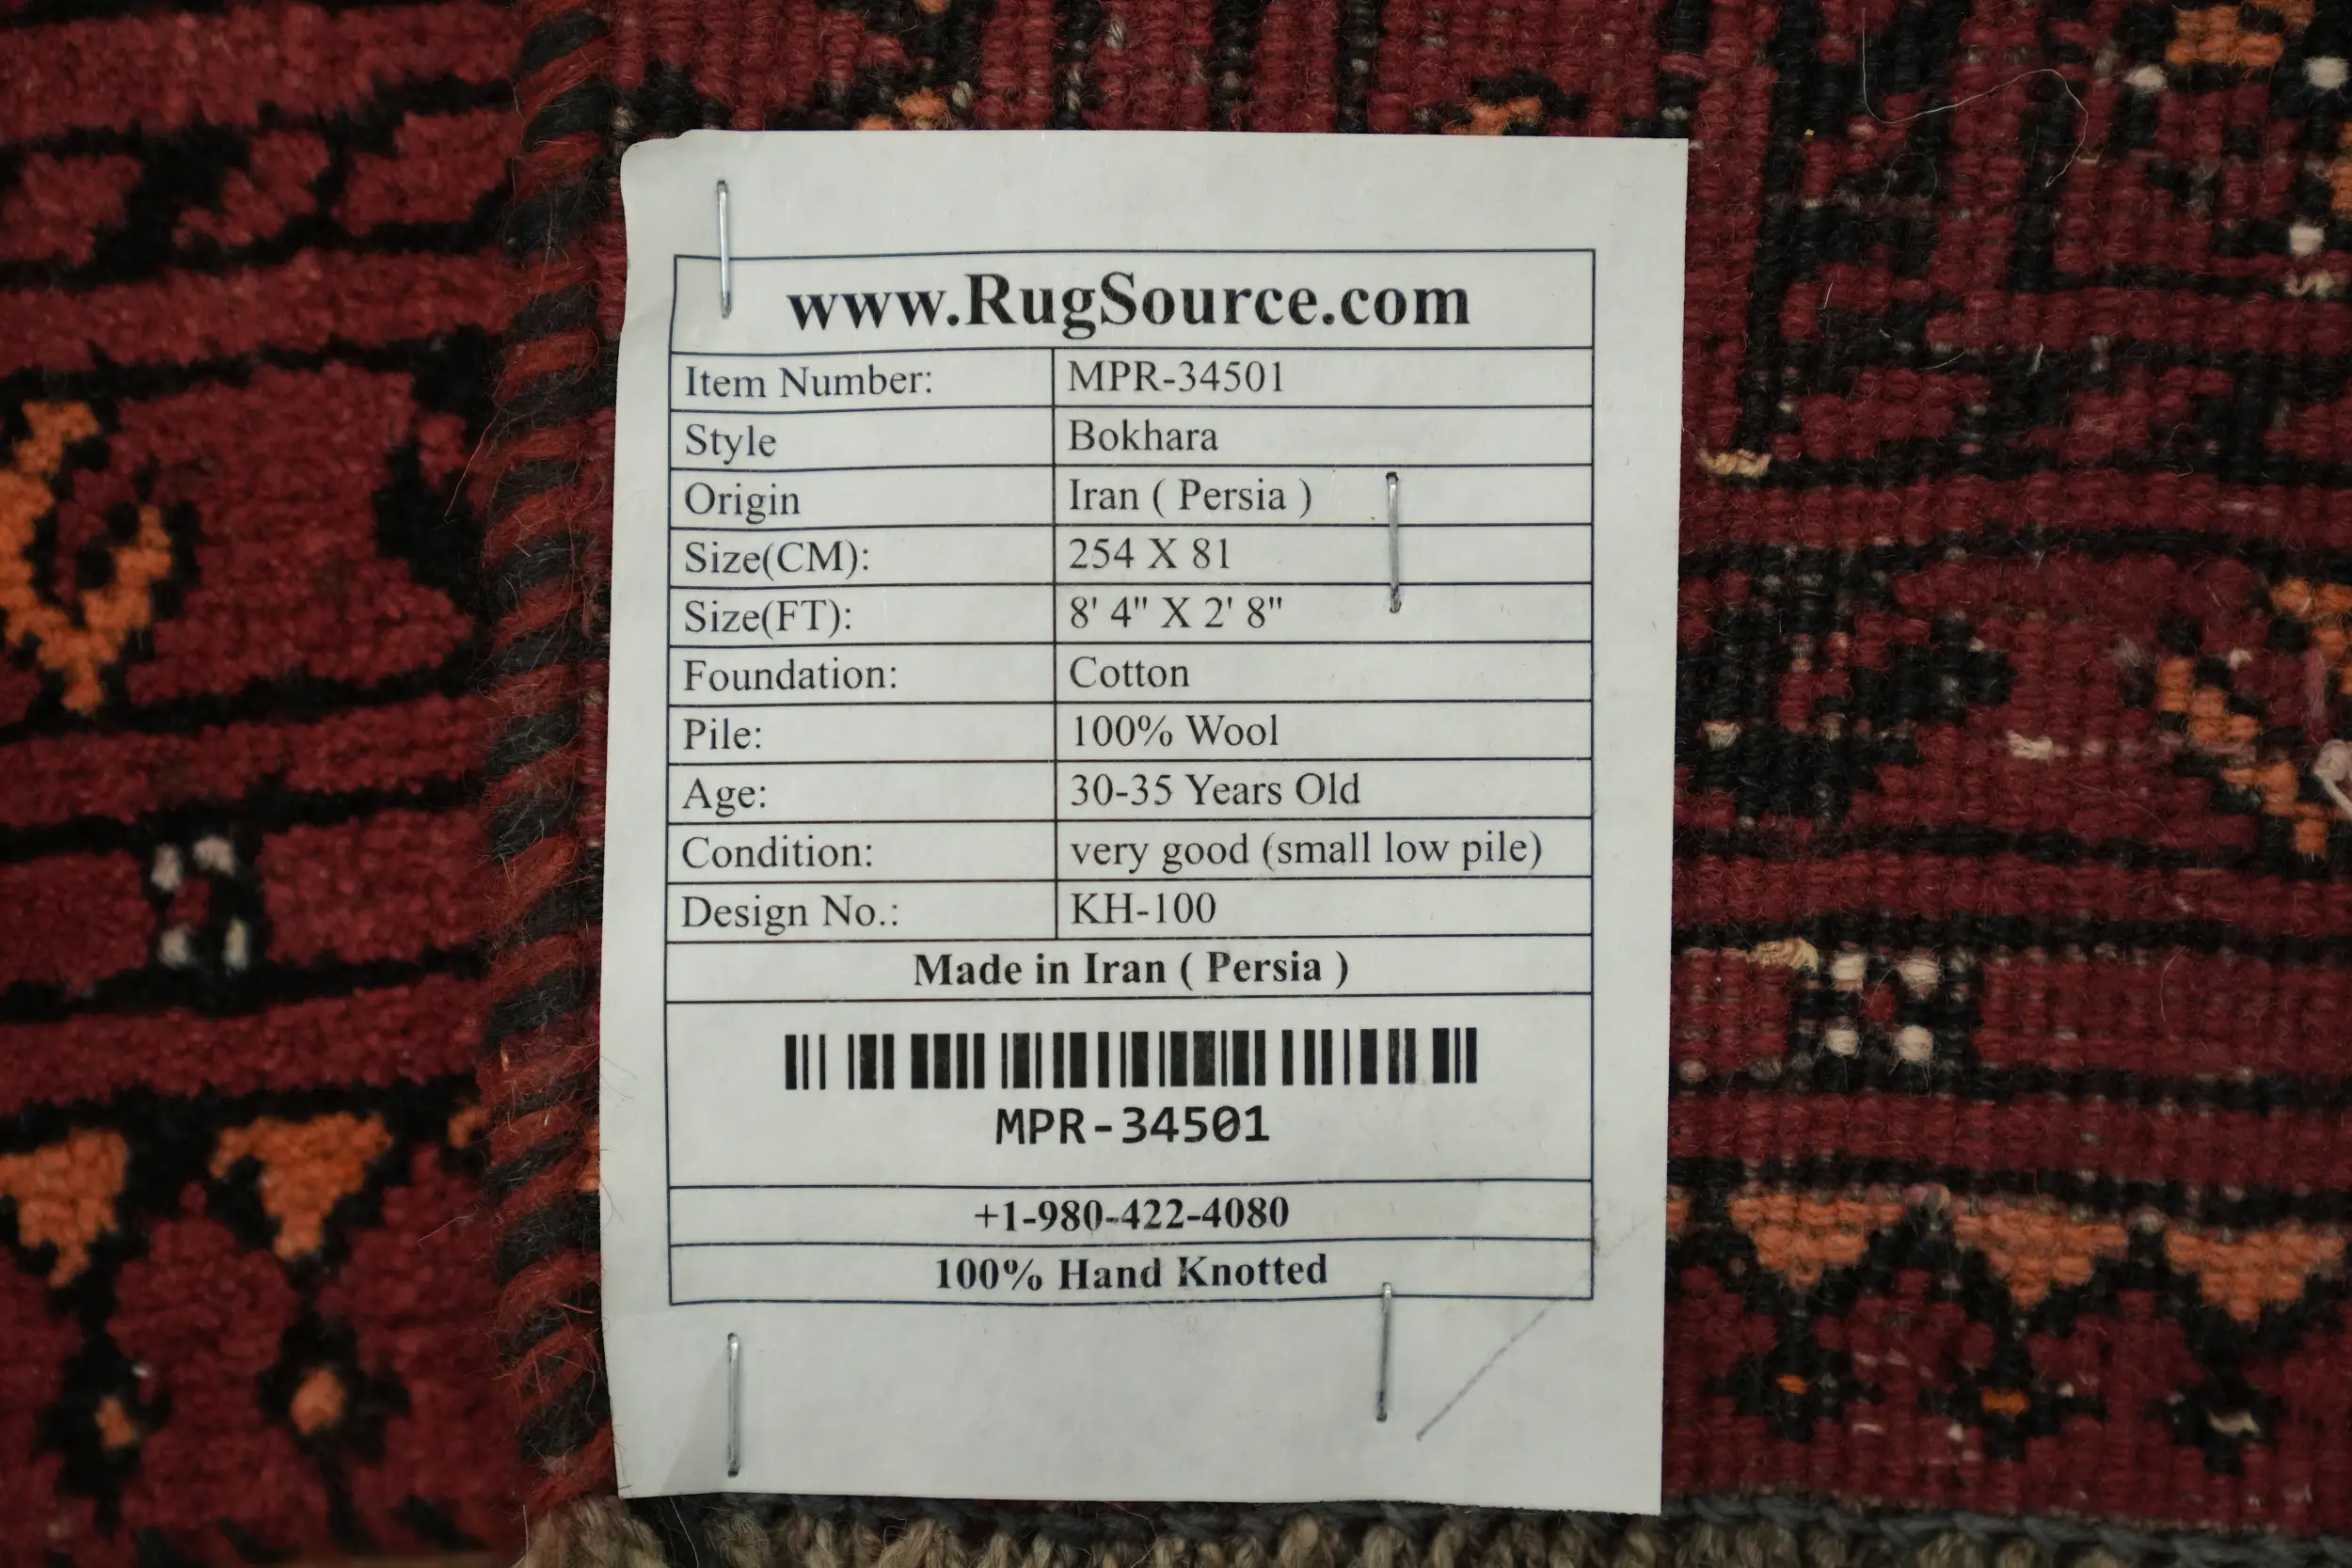 www.RugSource.com
Item Number: MPR-34501
Style Bokhara
Origin Iran ( Persia )
Size(CM): 254 X 81
Size(FT): 8' 4" X 2' 8"
Foundation: Cotton
Pile: 100% Wool
Age: 30-35 Years Old
Condition: very good (small low pile)
Design No.: KH-100
Made in Iran ( Persia )
MPR-34501
+1-980-422-4080
100% Hand Knotted